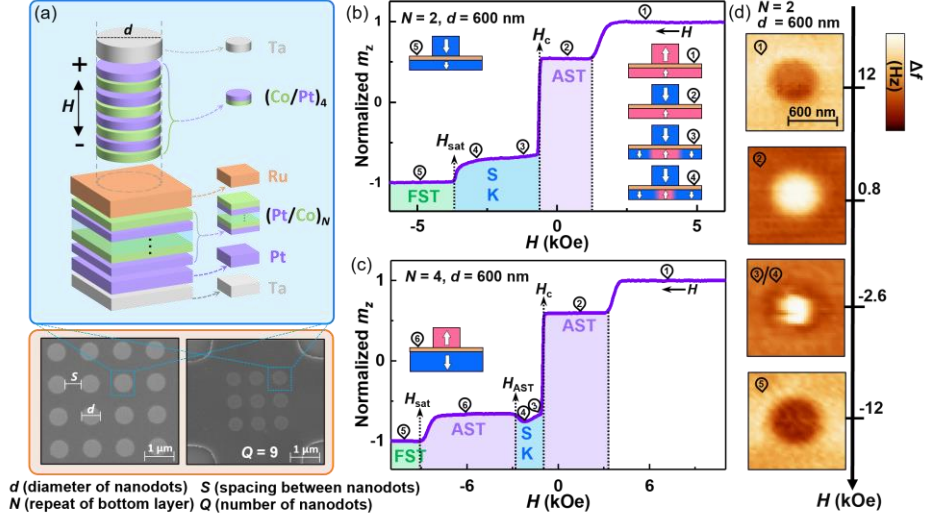 (a)
d
Ta
+
H
-
(Co/Pt)4
Ru
(Pt/Co)N
Pt
Ta
S
d
1 μm
Q = 9
1 μm
d (diameter of nanodots) S (spacing between nanodots)
N (repeat of bottom layer) Q (number of nanodots)
(b)
N = 2, d = 600 nm
Normalized mz
1
0
-1
Hc
H
①
②
③
④
⑤
AST
Hsat
④
③
S
K
⑤
FST
①
②
③
④
-5
0
5
H (kOe)
(c)
N = 4, d = 600 nm
Normalized mz
1
0
-1
Hc
H
①
②
AST
⑥
HAST
Hsat
⑥
AST
④
③
S
K
⑤
FST
-6
0
6
H (kOe)
(d)
N = 2
d = 600 nm
Δf
(Hz)
①
600 nm
12
②
0.8
③/④
-2.6
⑤
-12
H (kOe)